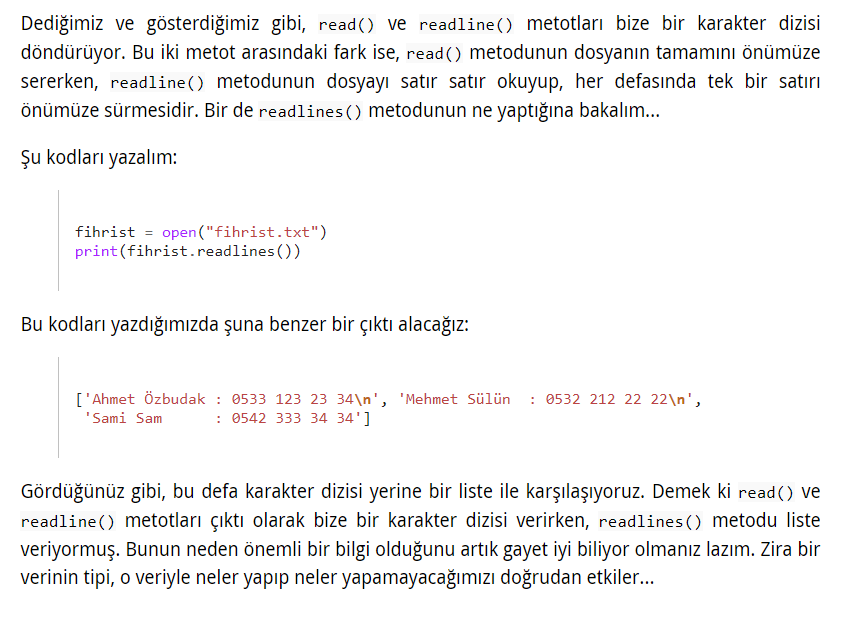 Dediğimiz ve gösterdiğimiz gibi, read() ve readline() metotları bize bir karakter dizisi
döndürüyor. Bu iki metot arasındaki fark ise, read() metodunun dosyanın tamamını önümüze
sererken, readline() metodunun dosyayı satır satır okuyup, her defasında tek bir satırı
önümüze sürmesidir. Bir de readlines() metodunun ne yaptığına bakalım...
Şu kodları yazalım:
fihrist = open("fihrist.txt")
print(fihrist.readlines())
Bu kodları yazdığımızda şuna benzer bir çıktı alacağız:
['Ahmet Özbudak : 0533 123 23 34\n', 'Mehmet Sülün  : 0532 212 22 22\n',
 'Sami Sam      : 0542 333 34 34']
Gördüğünüz gibi, bu defa karakter dizisi yerine bir liste ile karşılaşıyoruz. Demek ki read() ve
readline() metotları çıktı olarak bize bir karakter dizisi verirken, readlines() metodu liste
veriyormuş. Bunun neden önemli bir bilgi olduğunu artık gayet iyi biliyor olmanız lazım. Zira bir
verinin tipi, o veriyle neler yapıp neler yapamayacağımızı doğrudan etkiler...